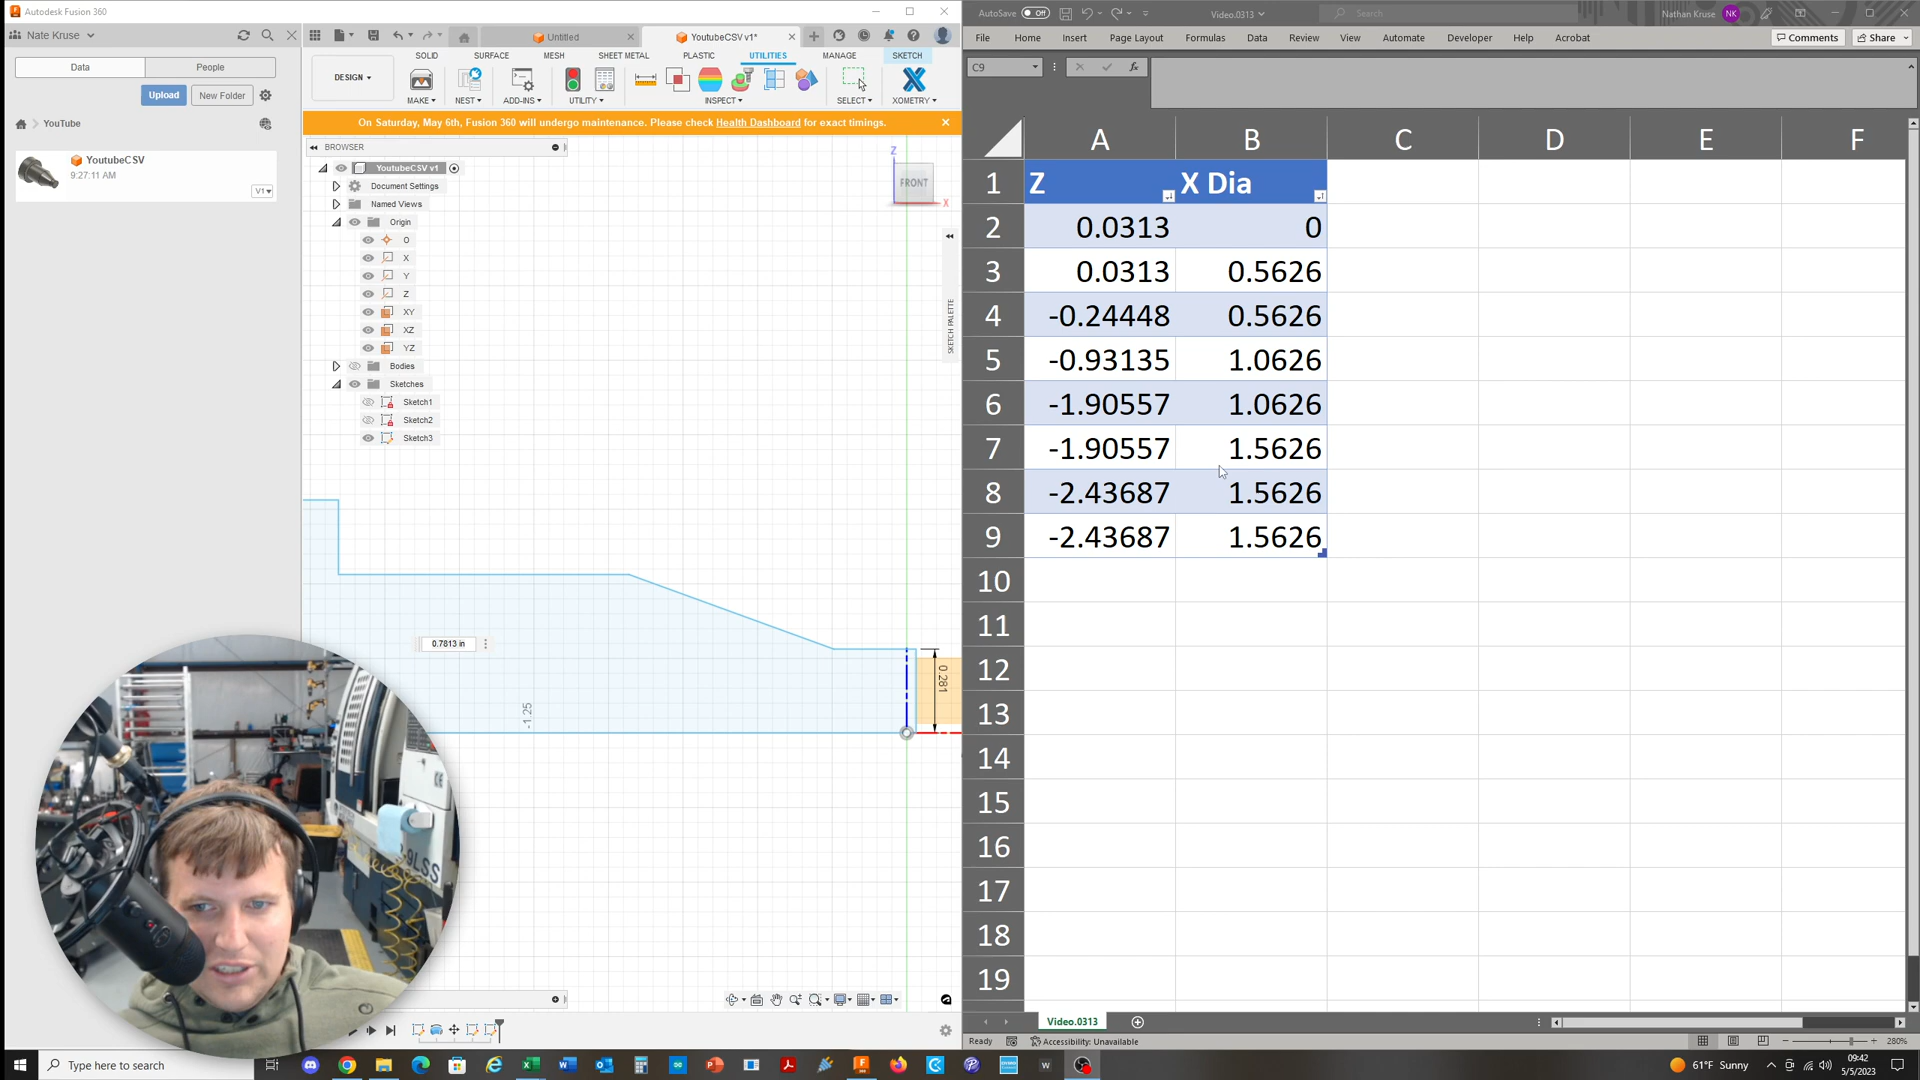 Autodesk Fusion 360
Nate Kruse
Untitled
YoutubeCSV v1*
Data
People
Upload
New Folder
YouTube
YoutubeCSV
9:27:11 AM
V1
SOLID
SURFACE
MESH
SHEET METAL
PLASTIC
UTILITIES
MANAGE
SKETCH
DESIGN
MAKE
NEST
ADD-INS
UTILITY
INSPECT
SELECT
XOMETRY
On Saturday, May 6th, Fusion 360 will undergo maintenance. Please check Health Dashboard for exact timings.
BROWSER
YoutubeCSV v1
Document Settings
Named Views
Origin
O
X
Y
Z
XY
XZ
YZ
Bodies
Sketches
Sketch1
Sketch2
Sketch3
Z
FRONT
X
SKETCH PALETTE
0.7813 in
-1.25
0.281
AutoSave Off
Video.0313
Search
Nathan Kruse
NK
File
Home
Insert
Page Layout
Formulas
Data
Review
View
Automate
Developer
Help
Acrobat
Comments
Share
C9
fx
A B C D E F
1 Z X Dia
2 0.0313 0
3 0.0313 0.5626
4 -0.24448 0.5626
5 -0.93135 1.0626
6 -1.90557 1.0626
7 -1.90557 1.5626
8 -2.43687 1.5626
9 -2.43687 1.5626
10
11
12
13
14
15
16
17
18
19
Video.0313
Ready
Accessibility: Unavailable
280%
-9LSS
Type here to search
61°F Sunny
09:42
5/5/2023